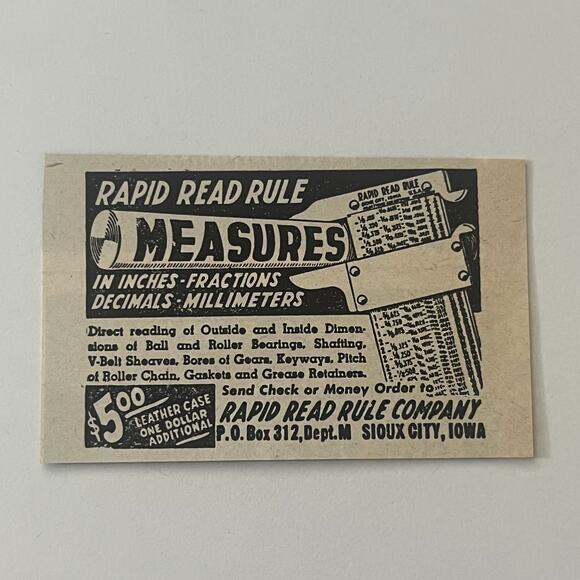 RAPID READ RULE
MEASURES
IN INCHES-FRACTIONS
DECIMALS-MILLIMETERS
RAPID READ RULE
SIOUX CITY, IOWA
U.S.A.
Direct reading of Outside and Inside Dimen-
sions of Ball and Roller Bearings, Shafting,
V-Belt Sheaves, Bores of Gears, Keyways, Pitch
of Roller Chain, Gaskets and Grease Retainers.
$5.00
LEATHER CASE
ONE DOLLAR
ADDITIONAL
Send Check or Money Order to
RAPID READ RULE COMPANY
P.O. Box 312, Dept. M SIOUX CITY, IOWA